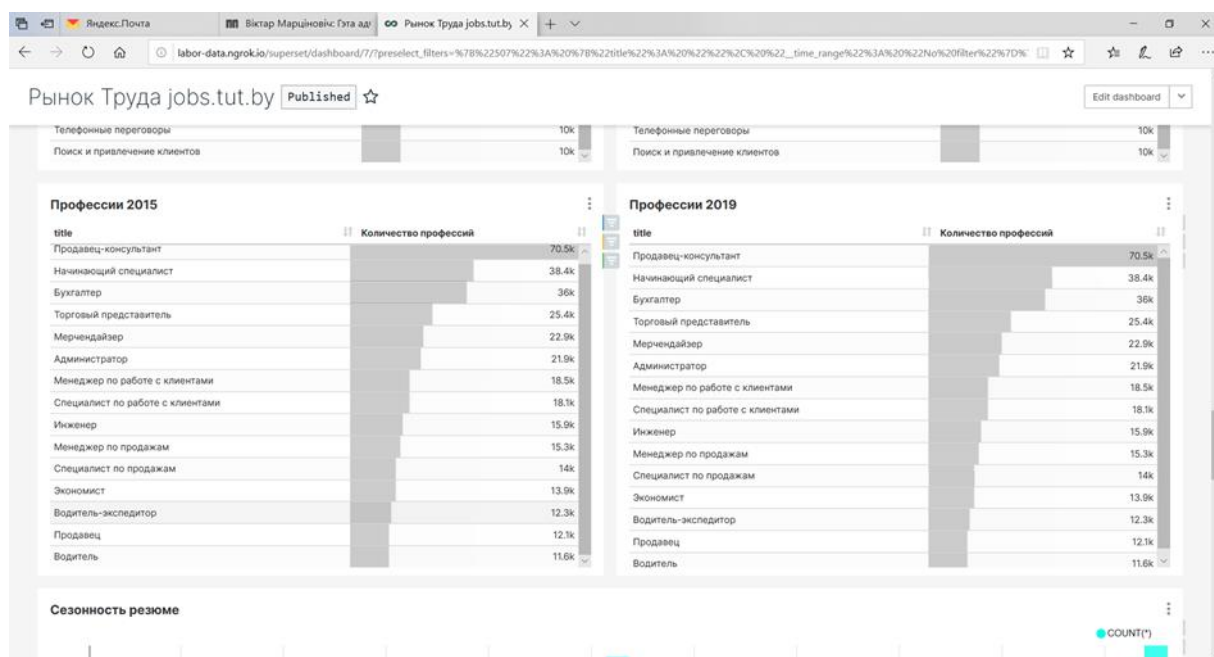 Яндекс.Почта
Віктар Марціновіч: Гэта ад
Рынок Труда jobs.tut.by
labor-data.ngrok.io/superset/dashboard/7/?preselect_filters=%7B%22507%22%3A%20%7B%22title%22%3A%20%22%22%2C%20%22__time_range%22%3A%20%22No%20filter%22%7D%
Рынок Труда jobs.tut.by Published
Edit dashboard
Телефонные переговоры 10k
Поиск и привлечение клиентов 10k
Телефонные переговоры 10k
Поиск и привлечение клиентов 10k
Профессии 2015
title Количество профессий
Продавец-консультант 70.5k
Начинающий специалист 38.4k
Бухгалтер 36k
Торговый представитель 25.4k
Мерчендайзер 22.9k
Администратор 21.9k
Менеджер по работе с клиентами 18.5k
Специалист по работе с клиентами 18.1k
Инженер 15.9k
Менеджер по продажам 15.3k
Специалист по продажам 14k
Экономист 13.9k
Водитель-экспедитор 12.3k
Продавец 12.1k
Водитель 11.6k
Профессии 2019
title Количество профессий
Продавец-консультант 70.5k
Начинающий специалист 38.4k
Бухгалтер 36k
Торговый представитель 25.4k
Мерчендайзер 22.9k
Администратор 21.9k
Менеджер по работе с клиентами 18.5k
Специалист по работе с клиентами 18.1k
Инженер 15.9k
Менеджер по продажам 15.3k
Специалист по продажам 14k
Экономист 13.9k
Водитель-экспедитор 12.3k
Продавец 12.1k
Водитель 11.6k
Сезонность резюме
COUNT(*)